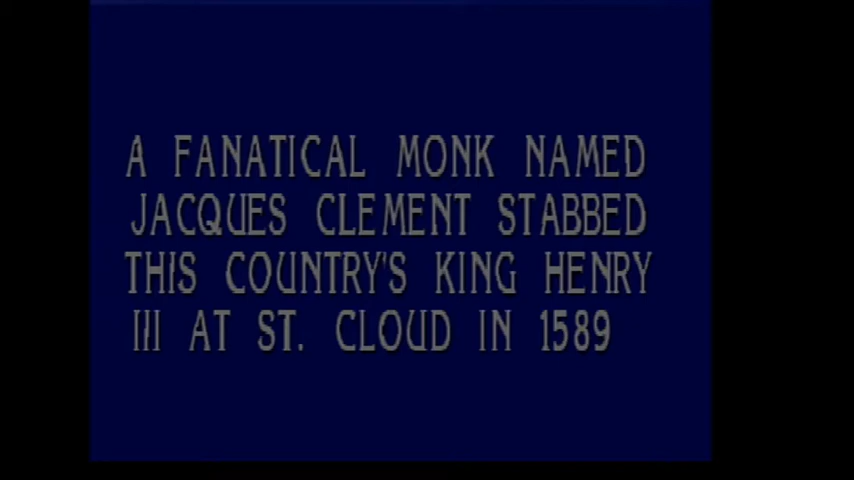 A FANATICAL MONK NAMED
JACQUES CLEMENT STABBED
THIS COUNTRY'S KING HENRY
III AT ST. CLOUD IN 1589